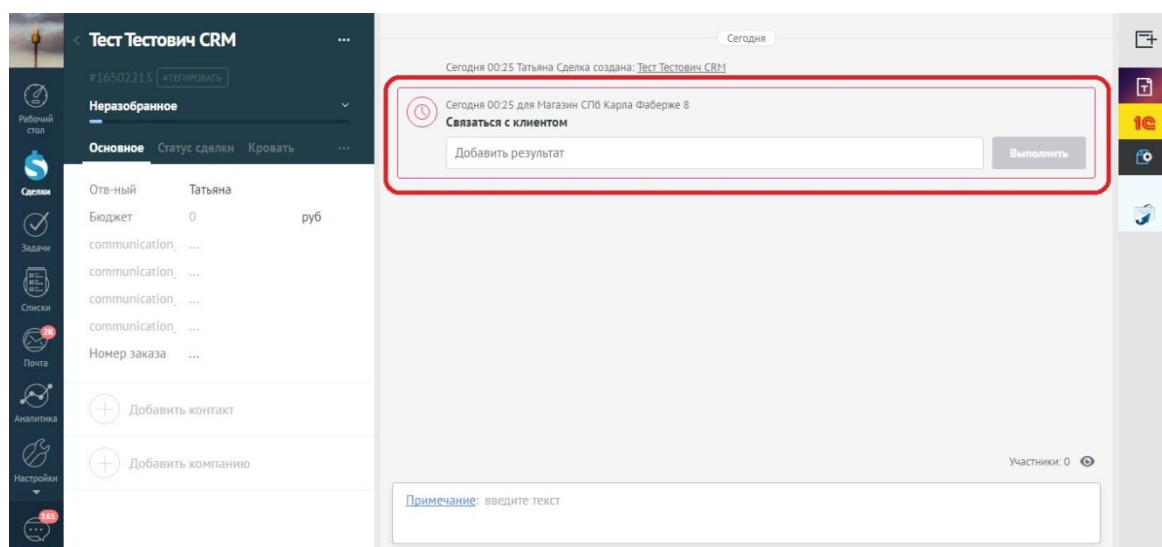 Тест Тестович CRM
...
#16502213 #ТЕГИРОВАТЬ
Неразобранное
Основное Статус сделки Кровать ...
Отв-ный Татьяна
Бюджет 0 руб
communication_ ...
communication_ ...
communication_ ...
communication_ ...
Номер заказа ...
Добавить контакт
Добавить компанию
Рабочий
стол
Сделки
Задачи
Списки
2K
Почта
Аналитика
Настройки
163
Сегодня
Сегодня 00:25 Татьяна Сделка создана: Тест Тестович CRM
Сегодня 00:25 для Магазин СПб Карла Фаберже 8
Связаться с клиентом
Добавить результат
Выполнить
Участники: 0
Примечание: введите текст
T
1С